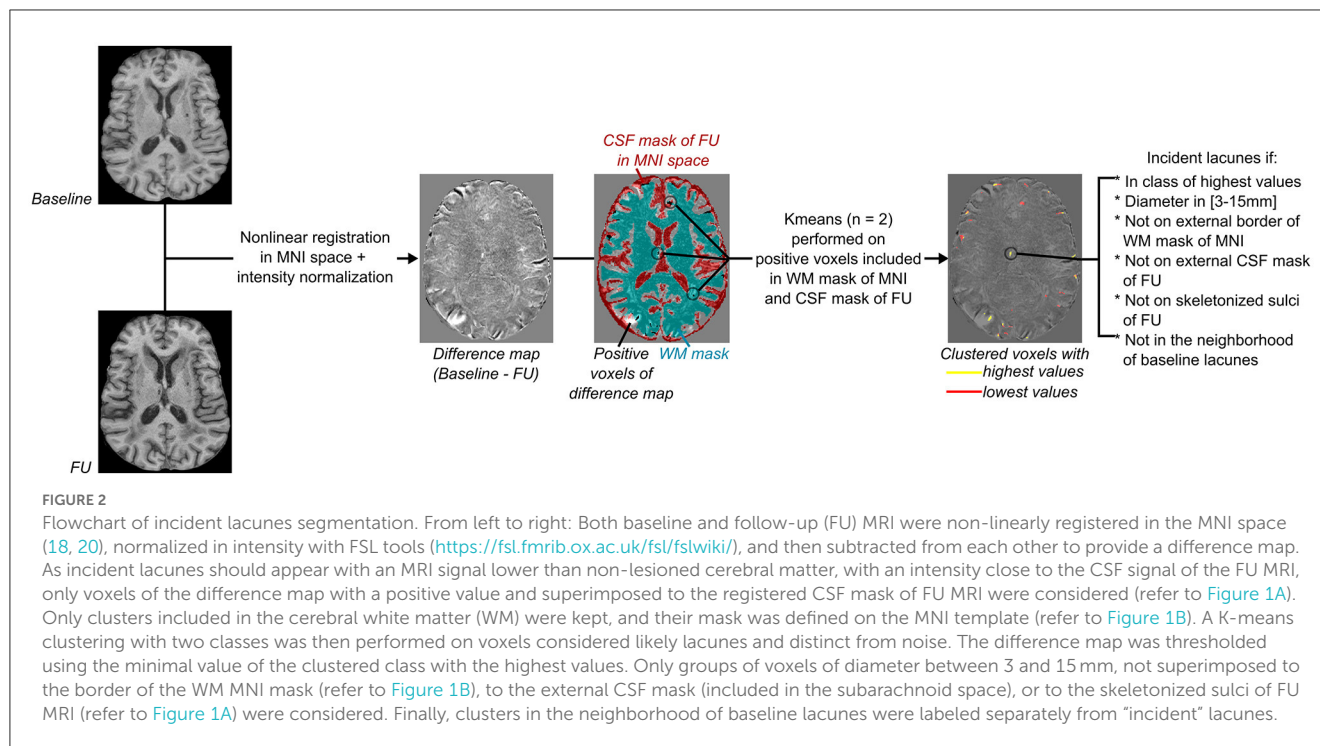 Baseline
FU
Nonlinear registration
in MNI space +
intensity normalization
Difference map
(Baseline - FU)
CSF mask of FU
in MNI space
Positive
voxels of
difference map
WM mask
Kmeans (n = 2)
performed on
positive voxels included
in WM mask of MNI
and CSF mask of FU
Clustered voxels with
highest values
lowest values
Incident lacunes if:
* In class of highest values
* Diameter in [3-15mm]
* Not on external border of
WM mask of MNI
* Not on external CSF mask
of FU
* Not on skeletonized sulci
of FU
* Not in the neighborhood
of baseline lacunes
FIGURE 2
Flowchart of incident lacunes segmentation. From left to right: Both baseline and follow-up (FU) MRI were non-linearly registered in the MNI space
(18, 20), normalized in intensity with FSL tools (https://fsl.fmrib.ox.ac.uk/fsl/fslwiki/), and then subtracted from each other to provide a difference map.
As incident lacunes should appear with an MRI signal lower than non-lesioned cerebral matter, with an intensity close to the CSF signal of the FU MRI,
only voxels of the difference map with a positive value and superimposed to the registered CSF mask of FU MRI were considered (refer to Figure 1A).
Only clusters included in the cerebral white matter (WM) were kept, and their mask was defined on the MNI template (refer to Figure 1B). A K-means
clustering with two classes was then performed on voxels considered likely lacunes and distinct from noise. The difference map was thresholded
using the minimal value of the clustered class with the highest values. Only groups of voxels of diameter between 3 and 15 mm, not superimposed to
the border of the WM MNI mask (refer to Figure 1B), to the external CSF mask (included in the subarachnoid space), or to the skeletonized sulci of FU
MRI (refer to Figure 1A) were considered. Finally, clusters in the neighborhood of baseline lacunes were labeled separately from “incident” lacunes.